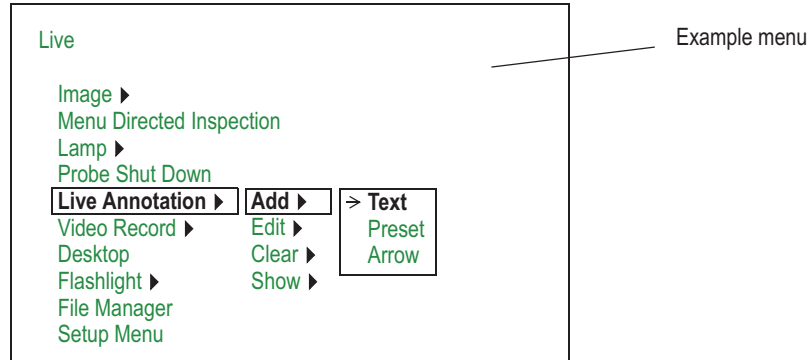 Live
Example menu
Image
Menu Directed Inspection
Lamp
Probe Shut Down
Live Annotation Add → Text
Video Record Edit Preset
Desktop Clear Arrow
Flashlight Show
File Manager
Setup Menu